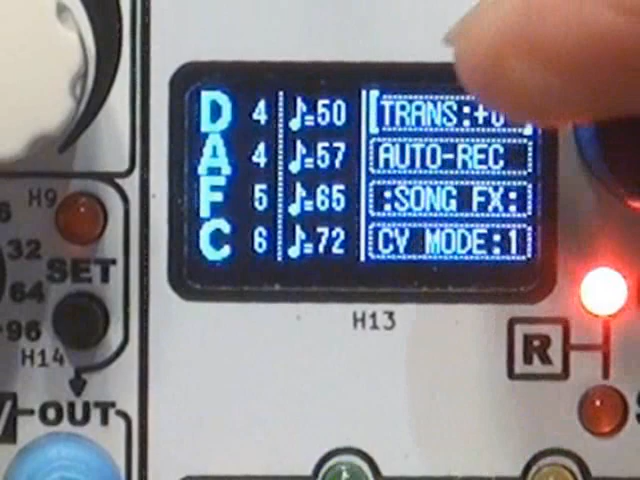 D 4 ♪=50 [TRANS:+0]
A 4 ♪=57 AUTO-REC
F 5 ♪=65 :SONG FX:
C 6 ♪=72 CV MODE:1
H13
H9
32
SET
64
96
H14
OUT
R